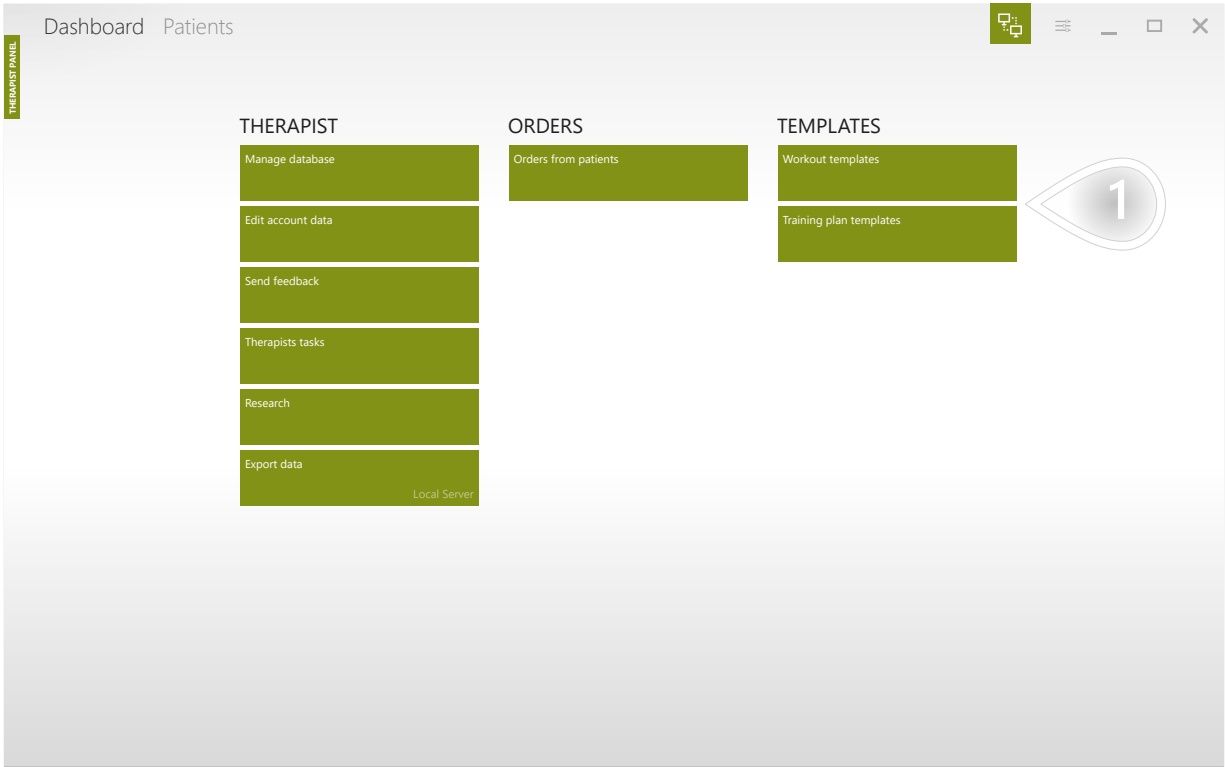 Dashboard Patients
THERAPIST PANEL
THERAPIST
Manage database
Edit account data
Send feedback
Therapists tasks
Research
Export data
Local Server
ORDERS
Orders from patients
TEMPLATES
Workout templates
Training plan templates
1